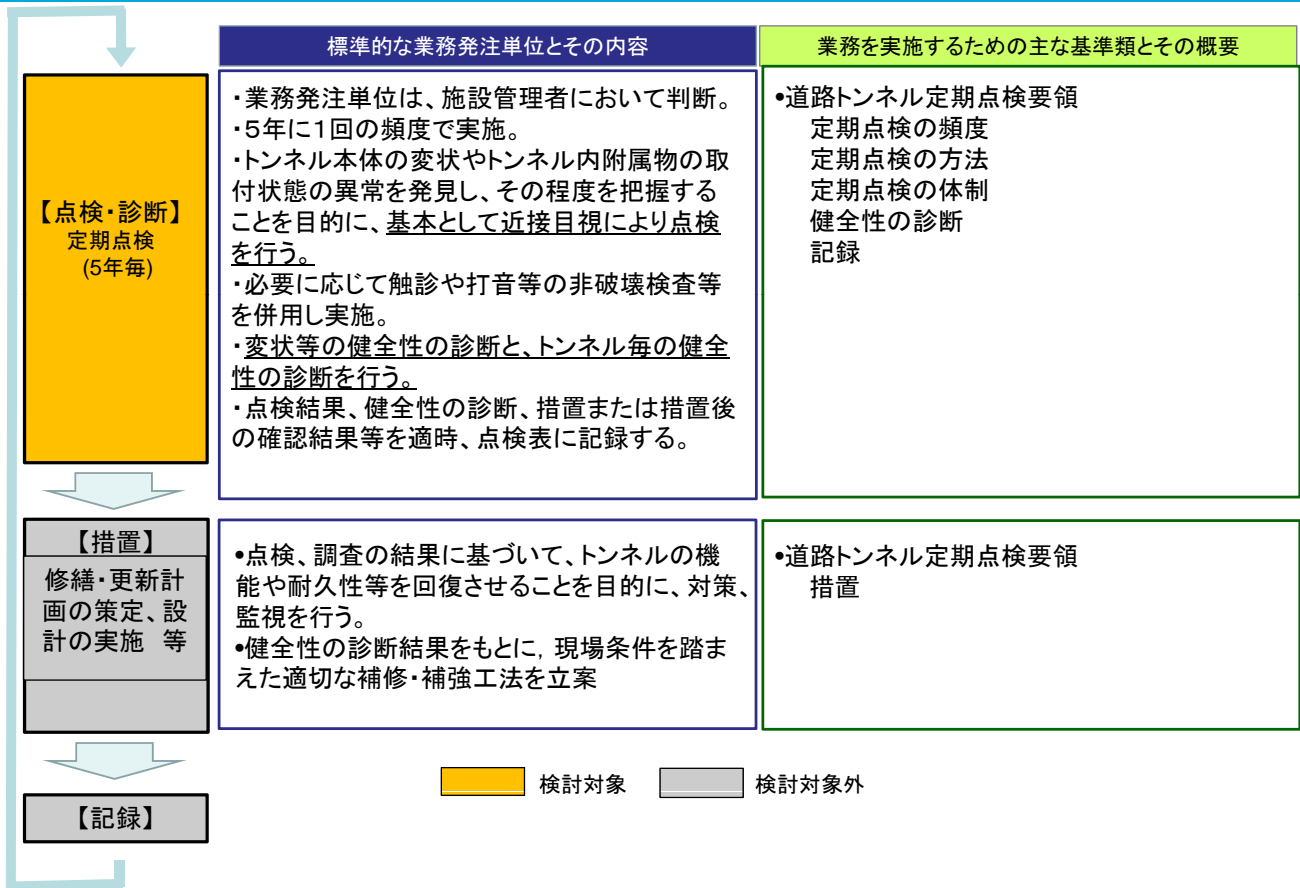 標準的な業務発注単位とその内容
業務を実施するための主な基準類とその概要
【点検・診断】
定期点検
(5年毎)
・業務発注単位は、施設管理者において判断。
・5年に1回の頻度で実施。
・トンネル本体の変状やトンネル内附属物の取
付状態の異常を発見し、その程度を把握する
ことを目的に、基本として近接目視により点検
を行う。
・必要に応じて触診や打音等の非破壊検査等
を併用し実施。
・変状等の健全性の診断と、トンネル毎の健全
性の診断を行う。
・点検結果、健全性の診断、措置または措置後
の確認結果等を適時、点検表に記録する。
•道路トンネル定期点検要領
定期点検の頻度
定期点検の方法
定期点検の体制
健全性の診断
記録
【措置】
修繕・更新計
画の策定、設
計の実施 等
•点検、調査の結果に基づいて、トンネルの機
能や耐久性等を回復させることを目的に、対策、
監視を行う。
•健全性の診断結果をもとに，現場条件を踏ま
えた適切な補修・補強工法を立案
•道路トンネル定期点検要領
措置
【記録】
検討対象
検討対象外